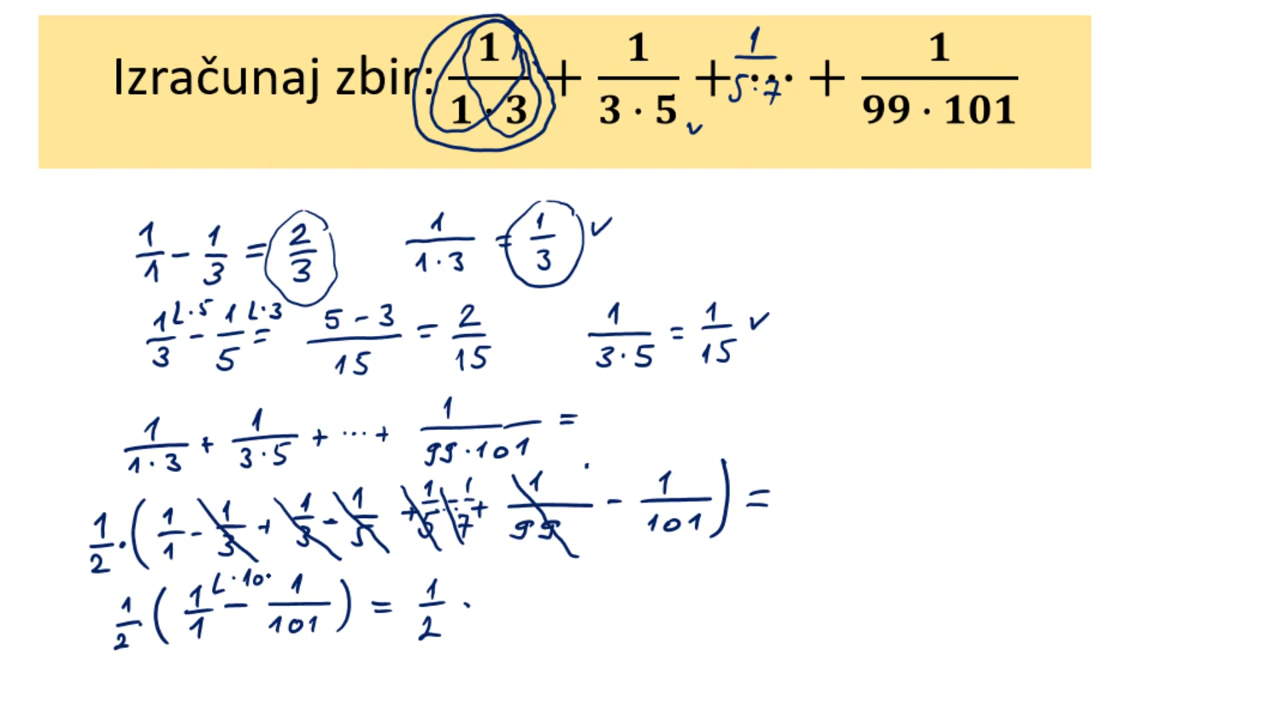 Izračunaj zbir: 1/(1 · 3) + 1/(3 · 5) + 1/(5·7) ··· + 1/(99 · 101)
1/1 - 1/3 = 2/3    1/(1·3) = 1/3 ✓
1/3 ⌊·5 - 1/5 ⌊·3 = (5-3)/15 = 2/15    1/(3·5) = 1/15 ✓
1/(1·3) + 1/(3·5) + ··· + 1/(99·101) =
1/2 · (1/1 - 1/3 + 1/3 - 1/5 + 1/5 - 1/7 + 1/99 - 1/101) =
1/2 (1/1 ⌊·10· - 1/101) = 1/2 ·